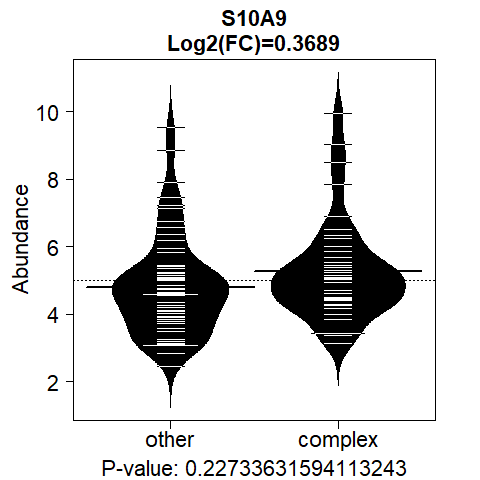 S10A9
Log2(FC)=0.3689
Abundance
10
8
6
4
2
other complex
P-value: 0.22733631594113243